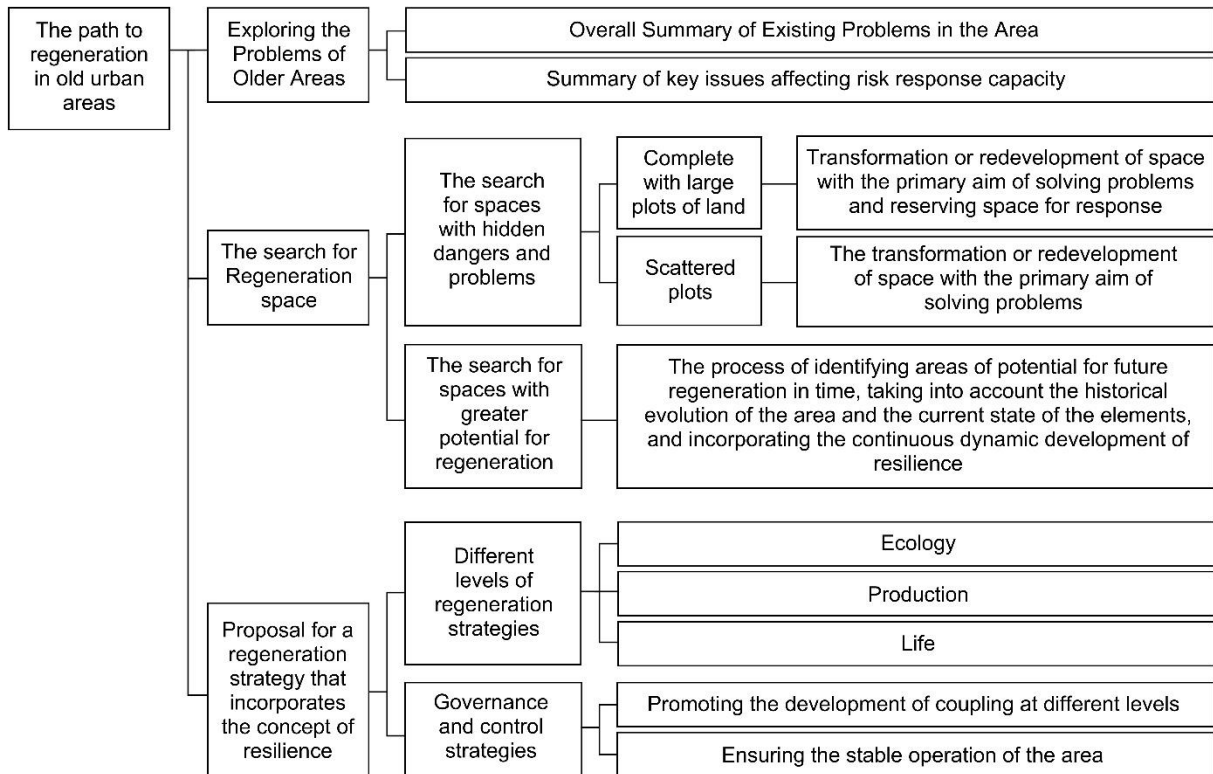 The path to
regeneration
in old urban
areas
Exploring the
Problems of
Older Areas
Overall Summary of Existing Problems in the Area
Summary of key issues affecting risk response capacity
The search for
Regeneration
space
The search
for spaces
with hidden
dangers and
problems
Complete
with large
plots of land
Transformation or redevelopment of space
with the primary aim of solving problems
and reserving space for response
Scattered
plots
The transformation or redevelopment
of space with the primary aim of
solving problems
The search for
spaces with
greater
potential for
regeneration
The process of identifying areas of potential for future
regeneration in time, taking into account the historical
evolution of the area and the current state of the elements,
and incorporating the continuous dynamic development of
resilience
Proposal for a
regeneration
strategy that
incorporates
the concept of
resilience
Different
levels of
regeneration
strategies
Ecology
Production
Life
Governance
and control
strategies
Promoting the development of coupling at different levels
Ensuring the stable operation of the area